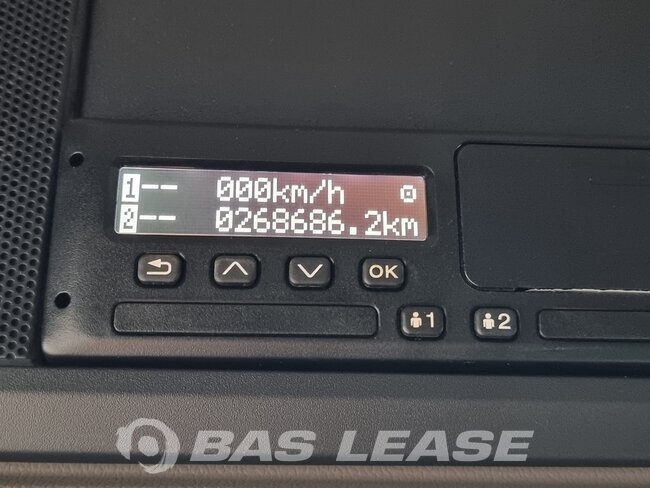 1-- 000km/h
2-- 0268686.2km
OK
1
2
BAS LEASE